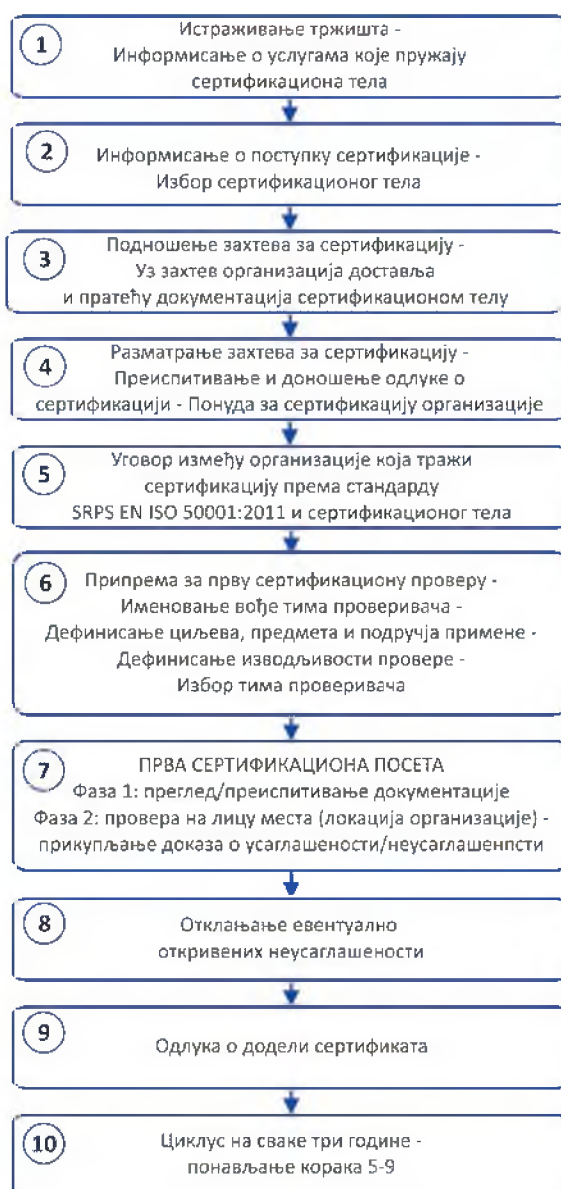 1
Истраживање тржишта -
Информисање о услугама које пружају
сертификациона тела
2
Информисање о поступку сертификације -
Избор сертификационог тела
3
Подношење захтева за сертификацију -
Уз захтев организација доставља
и пратећу документација сертификационом телу
4
Разматрање захтева за сертификацију -
Преиспитивање и доношење одлуке о
сертификацији - Понуда за сертификацију организације
5
Уговор између организације која тражи
сертификацију према стандарду
SRPS EN ISO 50001:2011 и сертификационог тела
6
Припрема за прву сертификациону проверу -
Именовање вође тима проверивача -
Дефинисање циљева, предмета и подручја примене -
Дефинисање изводљивости провере -
Избор тима проверивача
7
ПРВА СЕРТИФИКАЦИОНА ПОСЕТА
Фаза 1: преглед/преиспитивање документације
Фаза 2: провера на лицу места (локација организације) -
прикупљање доказа о усаглашености/неусаглашенпсти
8
Отклањање евентуално
откривених неусаглашености
9
Одлука о додели сертификата
10
Циклус на сваке три године -
понављање корака 5-9